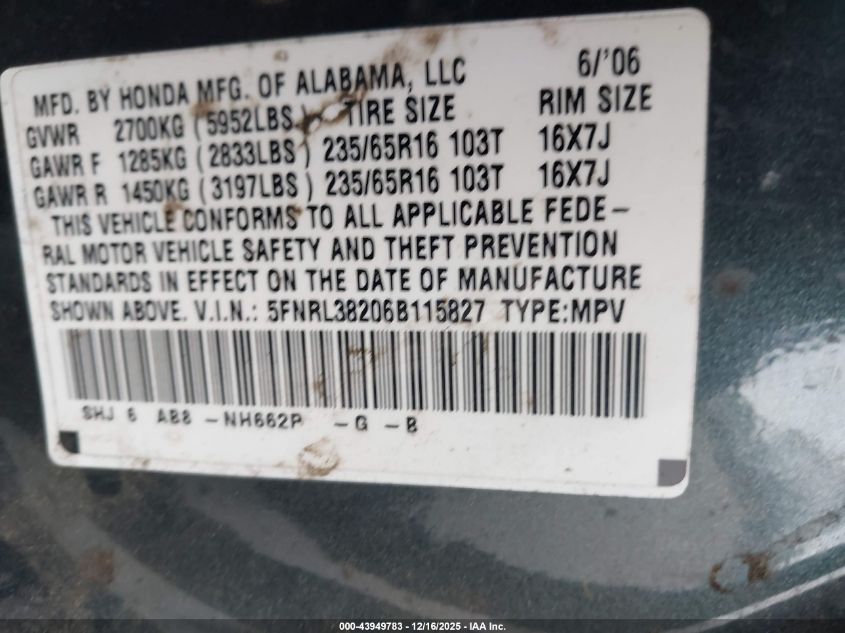 MFD. BY HONDA MFG. OF ALABAMA, LLC 6/'06
GVWR 2700KG (5952LBS) TIRE SIZE RIM SIZE
GAWR F 1285KG (2833LBS) 235/65R16 103T 16X7J
GAWR R 1450KG (3197LBS) 235/65R16 103T 16X7J
THIS VEHICLE CONFORMS TO ALL APPLICABLE FEDE-
RAL MOTOR VEHICLE SAFETY AND THEFT PREVENTION
STANDARDS IN EFFECT ON THE DATE OF MANUFACTURE
SHOWN ABOVE. V.I.N.: 5FNRL38206B115827 TYPE:MPV
SHJ 6 AB8 -NH662P -G -B
000-43949783 - 12/16/2025 - IAA Inc.